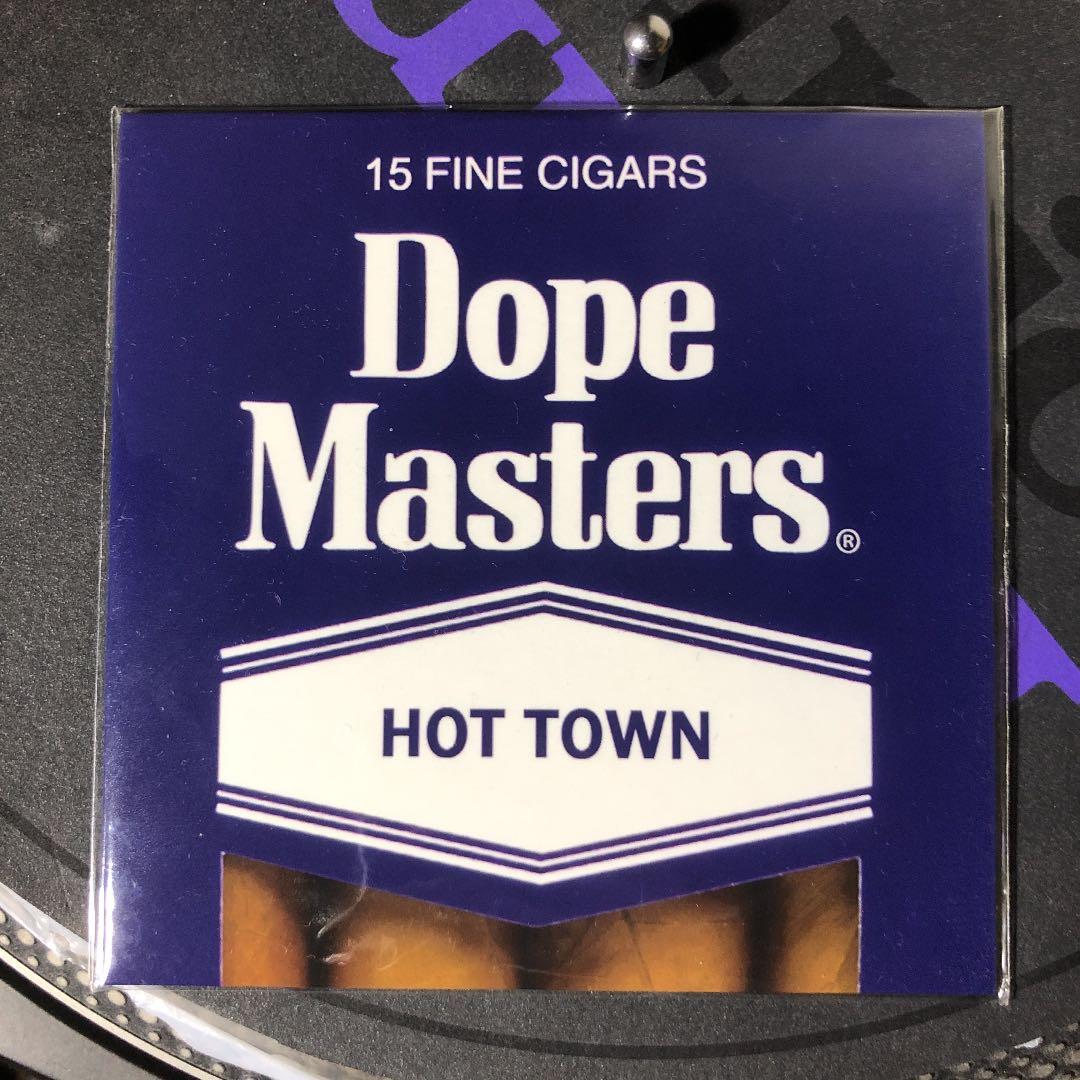 15 FINE CIGARS
Dope
Masters®
HOT TOWN